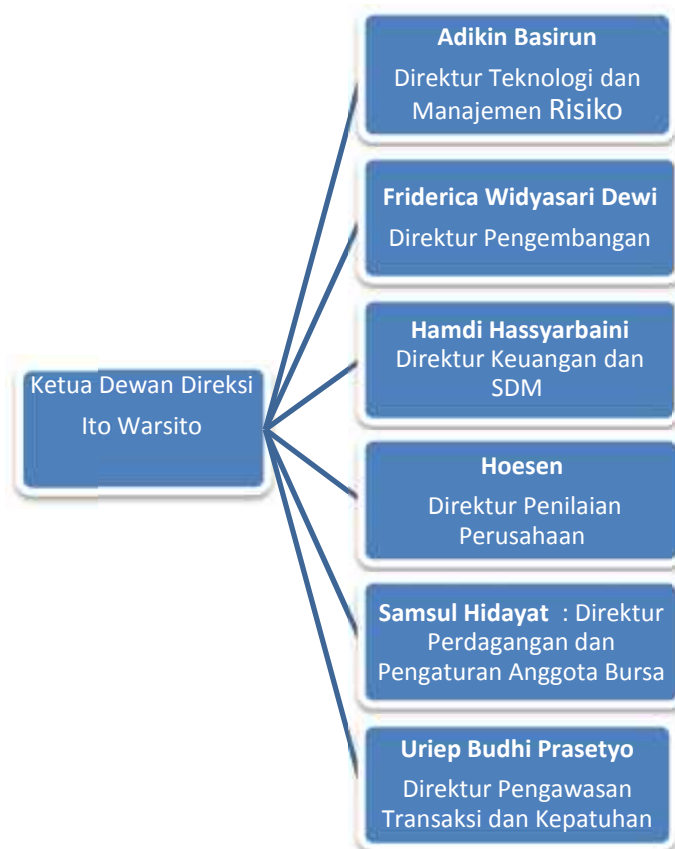 Adikin Basirun
Direktur Teknologi dan
Manajemen Risiko
Friderica Widyasari Dewi
Direktur Pengembangan
Hamdi Hassyarbaini
Direktur Keuangan dan
SDM
Ketua Dewan Direksi
Ito Warsito
Hoesen
Direktur Penilaian
Perusahaan
Samsul Hidayat : Direktur
Perdagangan dan
Pengaturan Anggota Bursa
Uriep Budhi Prasetyo
Direktur Pengawasan
Transaksi dan Kepatuhan